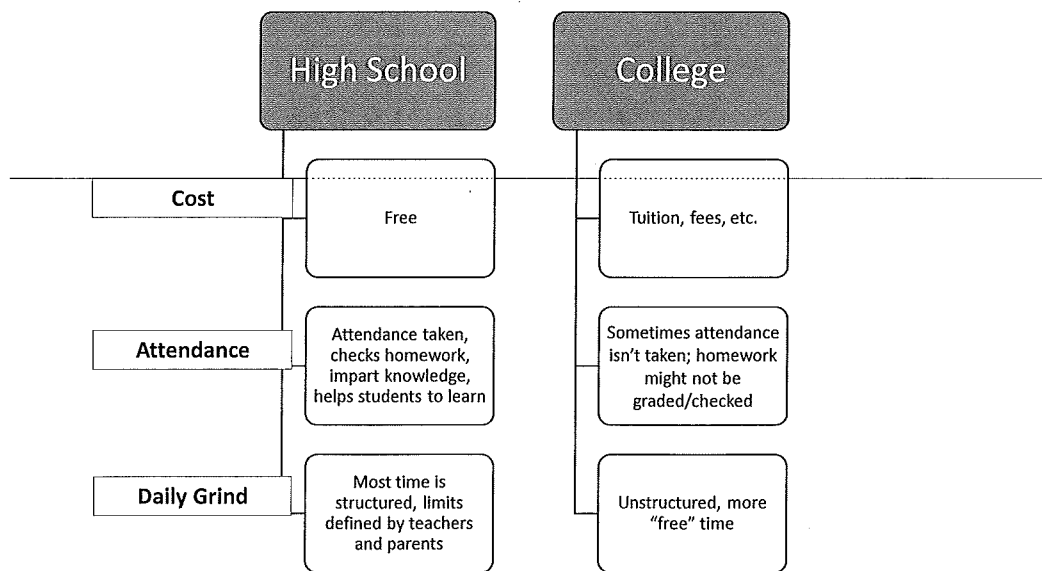 High School
College
Cost
Free
Tuition, fees, etc.
Attendance
Attendance taken,
checks homework,
impart knowledge,
helps students to learn
Sometimes attendance
isn't taken; homework
might not be
graded/checked
Daily Grind
Most time is
structured, limits
defined by teachers
and parents
Unstructured, more
"free" time